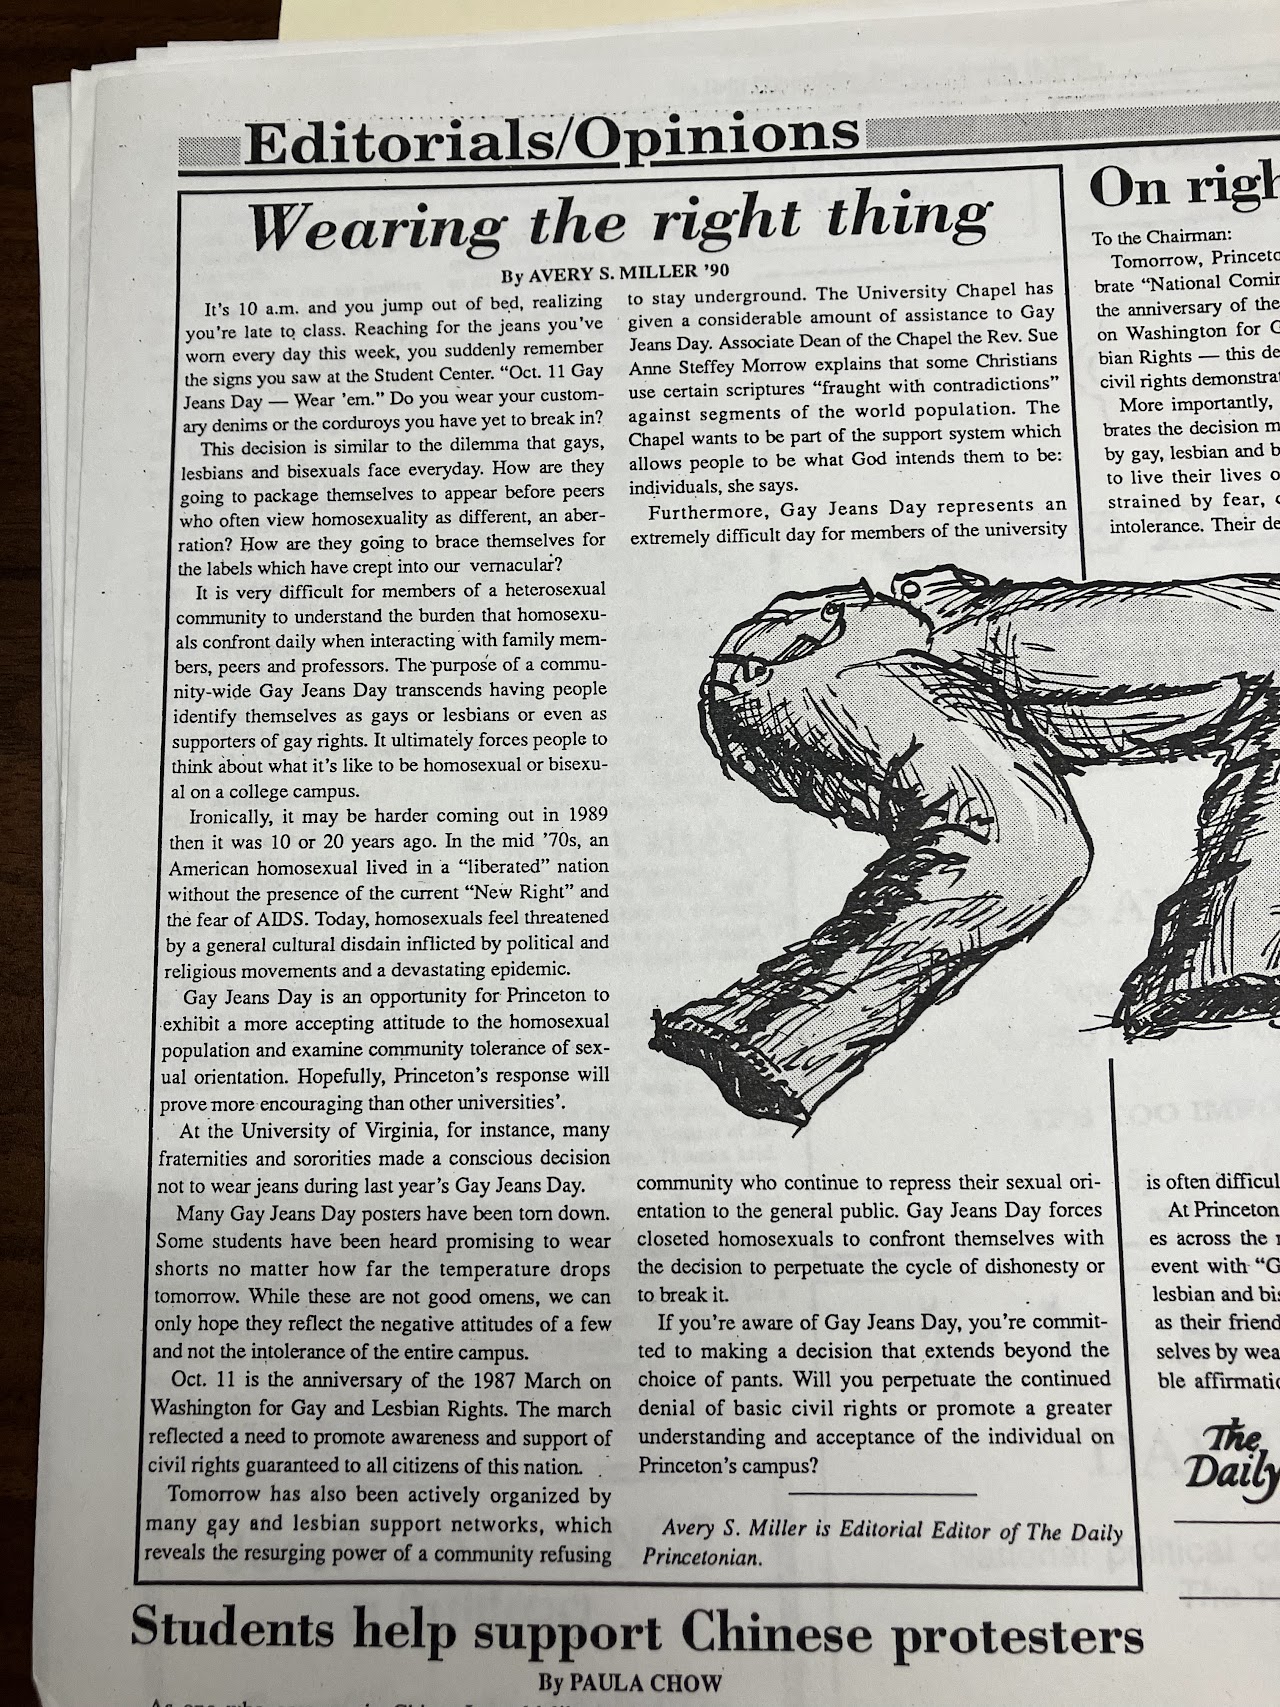 Editorials/Opinions
Wearing the right thing
By AVERY S. MILLER '90
It's 10 a.m. and you jump out of bed, realizing
you're late to class. Reaching for the jeans you've
worn every day this week, you suddenly remember
the signs you saw at the Student Center. "Oct. 11 Gay
Jeans Day — Wear 'em." Do you wear your custom-
ary denims or the corduroys you have yet to break in?
This decision is similar to the dilemma that gays,
lesbians and bisexuals face everyday. How are they
going to package themselves to appear before peers
who often view homosexuality as different, an aber-
ration? How are they going to brace themselves for
the labels which have crept into our vernacular?
It is very difficult for members of a heterosexual
community to understand the burden that homosexu-
als confront daily when interacting with family mem-
bers, peers and professors. The purpose of a commu-
nity-wide Gay Jeans Day transcends having people
identify themselves as gays or lesbians or even as
supporters of gay rights. It ultimately forces people to
think about what it's like to be homosexual or bisexu-
al on a college campus.
Ironically, it may be harder coming out in 1989
then it was 10 or 20 years ago. In the mid '70s, an
American homosexual lived in a "liberated" nation
without the presence of the current "New Right" and
the fear of AIDS. Today, homosexuals feel threatened
by a general cultural disdain inflicted by political and
religious movements and a devastating epidemic.
Gay Jeans Day is an opportunity for Princeton to
exhibit a more accepting attitude to the homosexual
population and examine community tolerance of sex-
ual orientation. Hopefully, Princeton's response will
prove more encouraging than other universities'.
At the University of Virginia, for instance, many
fraternities and sororities made a conscious decision
not to wear jeans during last year's Gay Jeans Day.
Many Gay Jeans Day posters have been torn down.
Some students have been heard promising to wear
shorts no matter how far the temperature drops
tomorrow. While these are not good omens, we can
only hope they reflect the negative attitudes of a few
and not the intolerance of the entire campus.
Oct. 11 is the anniversary of the 1987 March on
Washington for Gay and Lesbian Rights. The march
reflected a need to promote awareness and support of
civil rights guaranteed to all citizens of this nation.
Tomorrow has also been actively organized by
many gay and lesbian support networks, which
reveals the resurging power of a community refusing
to stay underground. The University Chapel has
given a considerable amount of assistance to Gay
Jeans Day. Associate Dean of the Chapel the Rev. Sue
Anne Steffey Morrow explains that some Christians
use certain scriptures "fraught with contradictions"
against segments of the world population. The
Chapel wants to be part of the support system which
allows people to be what God intends them to be:
individuals, she says.
Furthermore, Gay Jeans Day represents an
extremely difficult day for members of the university
community who continue to repress their sexual ori-
entation to the general public. Gay Jeans Day forces
closeted homosexuals to confront themselves with
the decision to perpetuate the cycle of dishonesty or
to break it.
If you're aware of Gay Jeans Day, you're commit-
ted to making a decision that extends beyond the
choice of pants. Will you perpetuate the continued
denial of basic civil rights or promote a greater
understanding and acceptance of the individual on
Princeton's campus?
Avery S. Miller is Editorial Editor of The Daily
Princetonian.
On righ
To the Chairman:
Tomorrow, Princeto
brate "National Comin
the anniversary of the
on Washington for G
bian Rights — this de
civil rights demonstra
More importantly,
brates the decision m
by gay, lesbian and b
to live their lives o
strained by fear,
intolerance. Their de
is often difficul
At Princeton
es across the
event with "G
lesbian and bis
as their friend
selves by wea
ble affirmatio
The
Daily
Students help support Chinese protesters
By PAULA CHOW